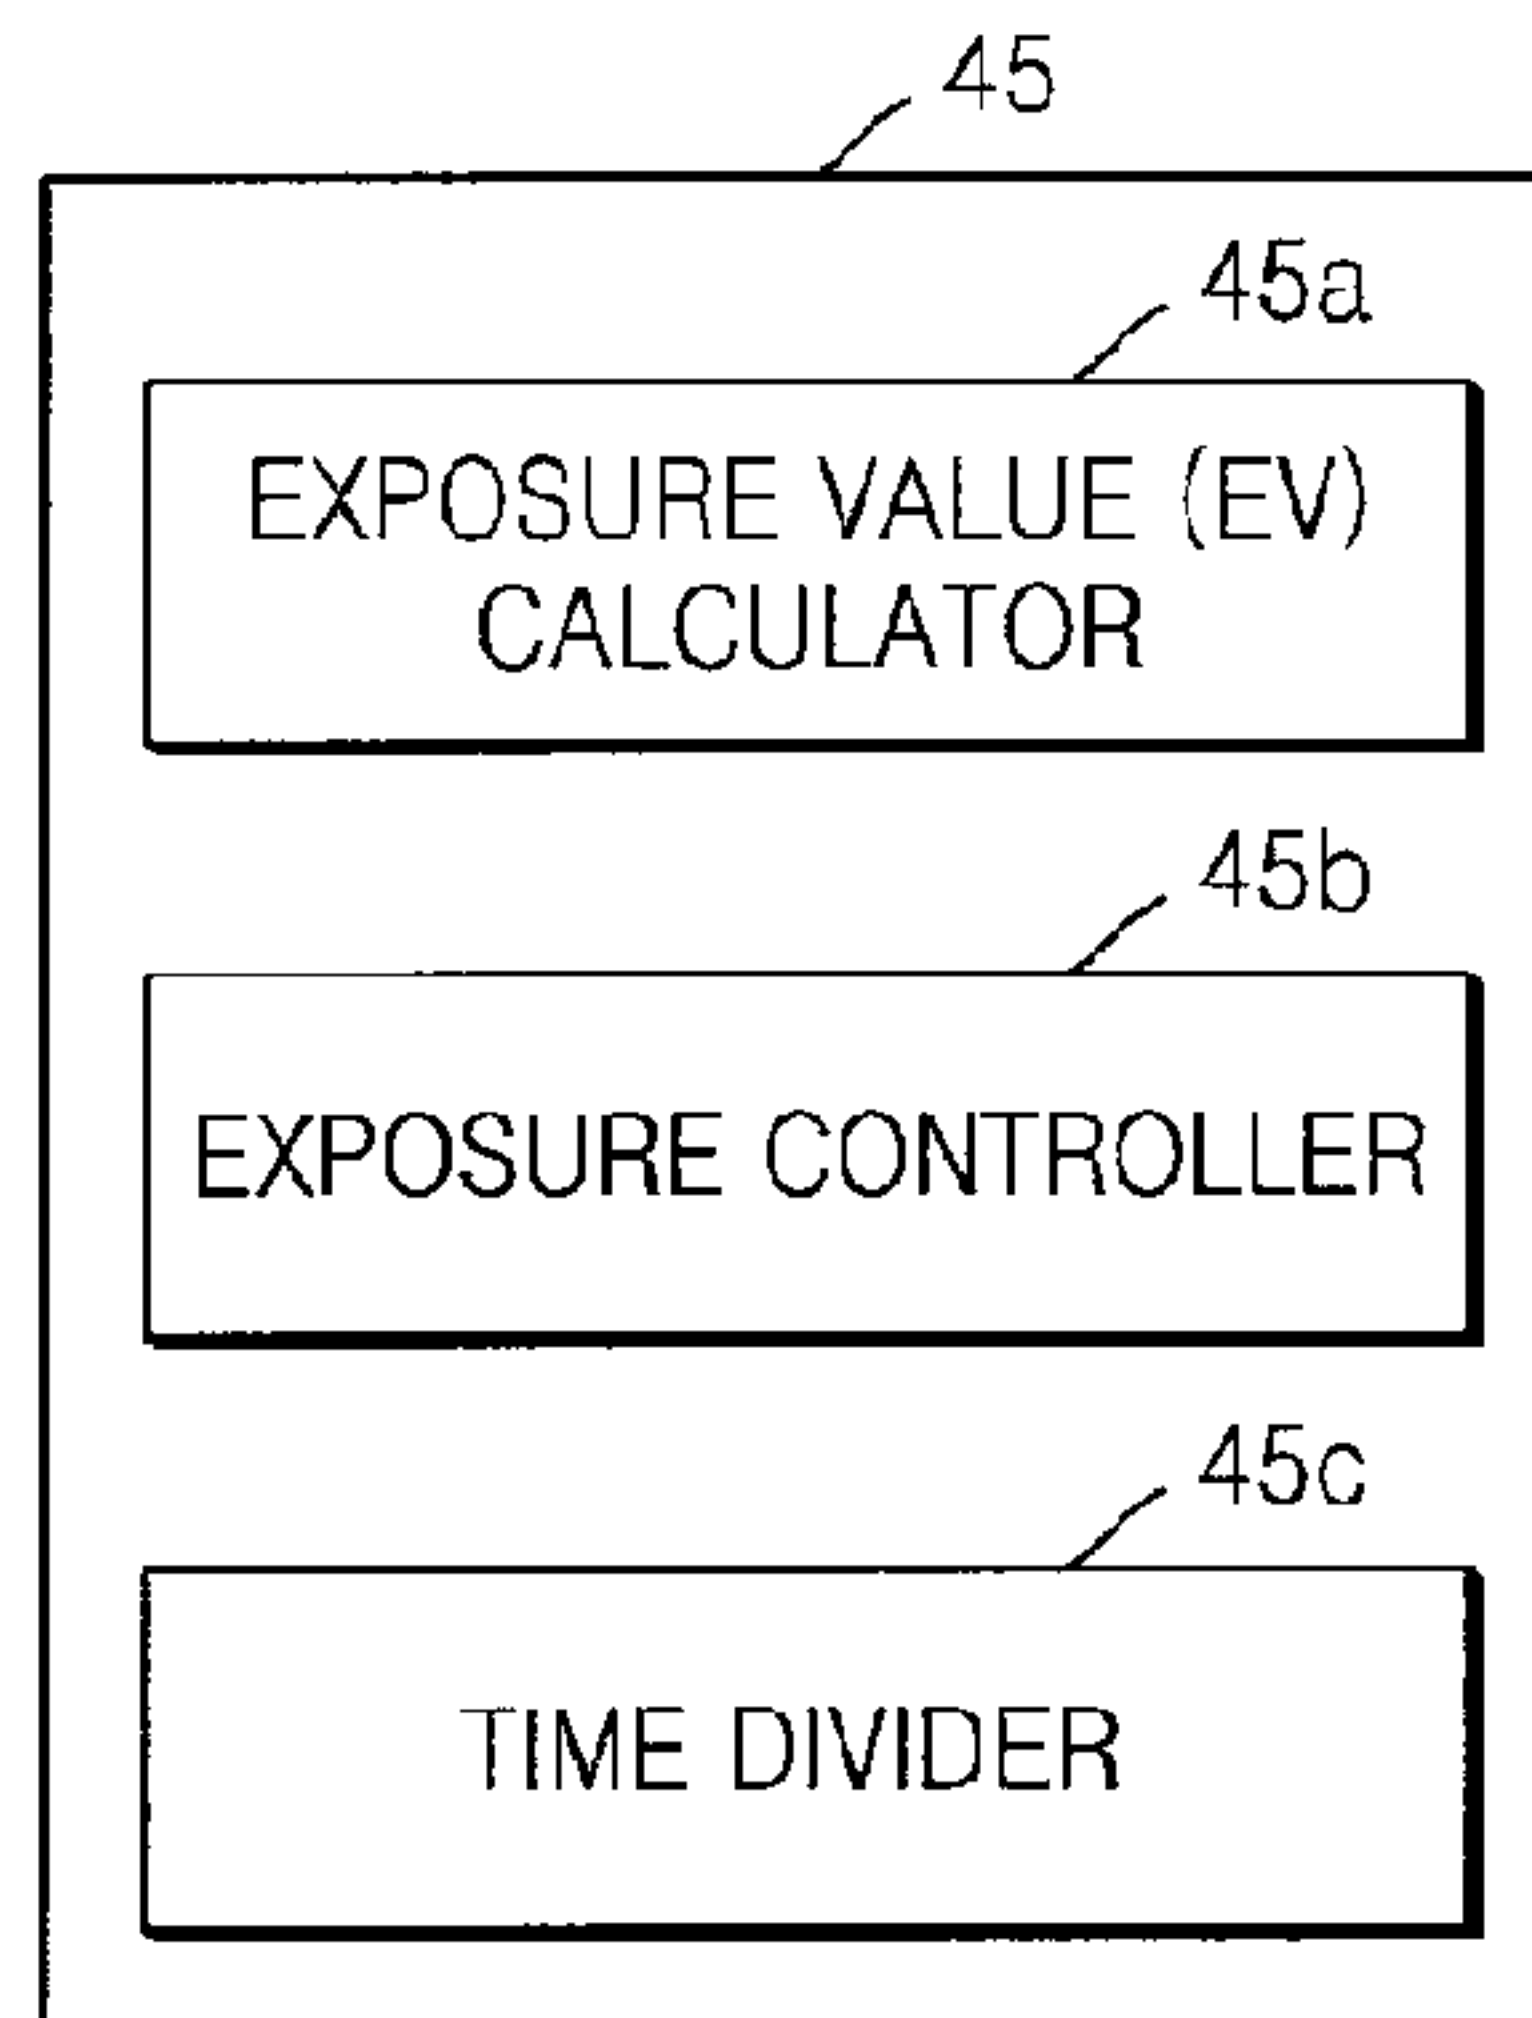 45
45a
EXPOSURE VALUE (EV)
CALCULATOR
45b
EXPOSURE CONTROLLER
45c
TIME DIVIDER